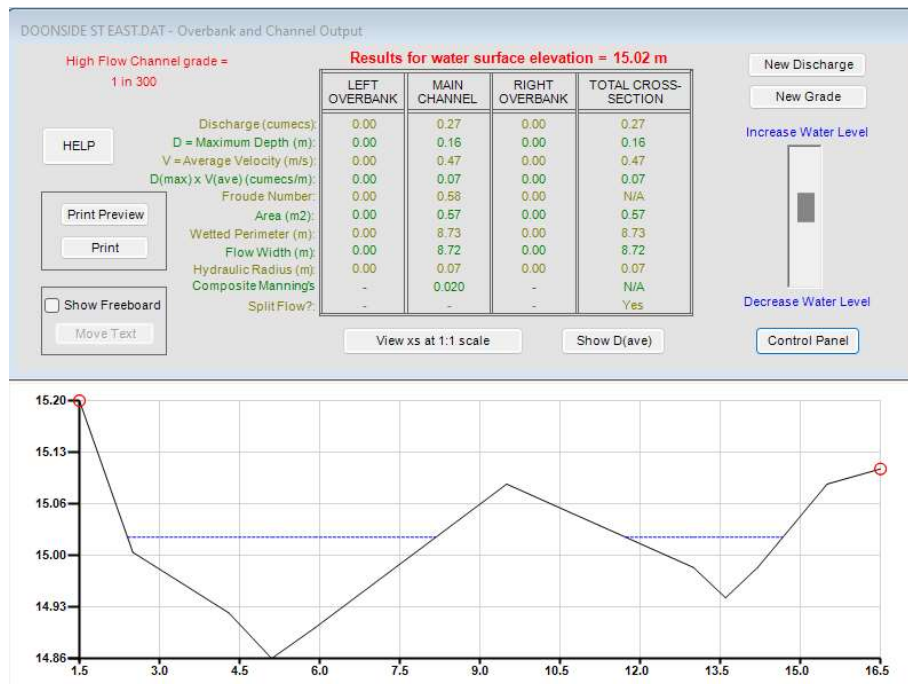 DOONSIDE ST EAST.DAT - Overbank and Channel Output
High Flow Channel grade =
1 in 300
Results for water surface elevation = 15.02 m
LEFT OVERBANK MAIN CHANNEL RIGHT OVERBANK TOTAL CROSS-SECTION
Discharge (cumecs): 0.00 0.27 0.00 0.27
D = Maximum Depth (m): 0.00 0.16 0.00 0.16
V = Average Velocity (m/s): 0.00 0.47 0.00 0.47
D(max) x V(ave) (cumecs/m): 0.00 0.07 0.00 0.07
Froude Number: 0.00 0.58 0.00 N/A
Area (m2): 0.00 0.57 0.00 0.57
Wetted Perimeter (m): 0.00 8.73 0.00 8.73
Flow Width (m): 0.00 8.72 0.00 8.72
Hydraulic Radius (m): 0.00 0.07 0.00 0.07
Composite Manning's - 0.020 - N/A
Split Flow?: - - - Yes
HELP
Print Preview
Print
Show Freeboard
Move Text
View xs at 1:1 scale
Show D(ave)
New Discharge
New Grade
Increase Water Level
Decrease Water Level
Control Panel
15.20
15.13
15.06
15.00
14.93
14.86
1.5 3.0 4.5 6.0 7.5 9.0 10.5 12.0 13.5 15.0 16.5